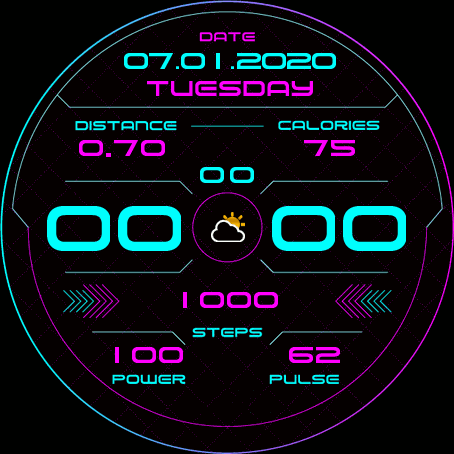 DATE
07.01.2020
TUESDAY
DISTANCE CALORIES
0.70 75
00
00 00
1000
STEPS
100 62
POWER PULSE